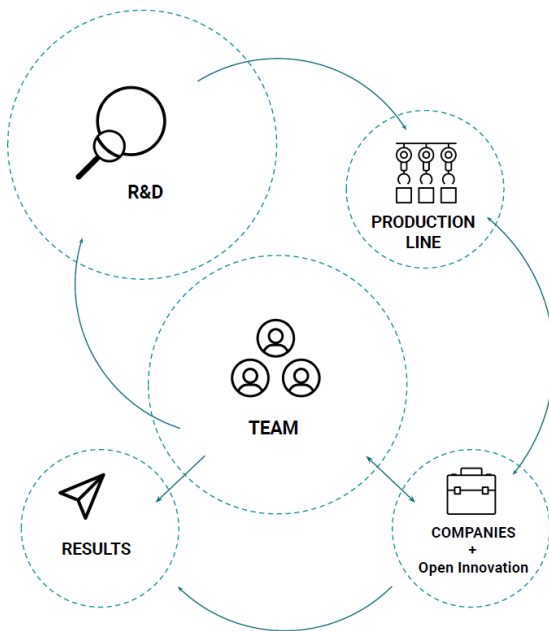 R&D
PRODUCTION
LINE
TEAM
RESULTS
COMPANIES
+
Open Innovation